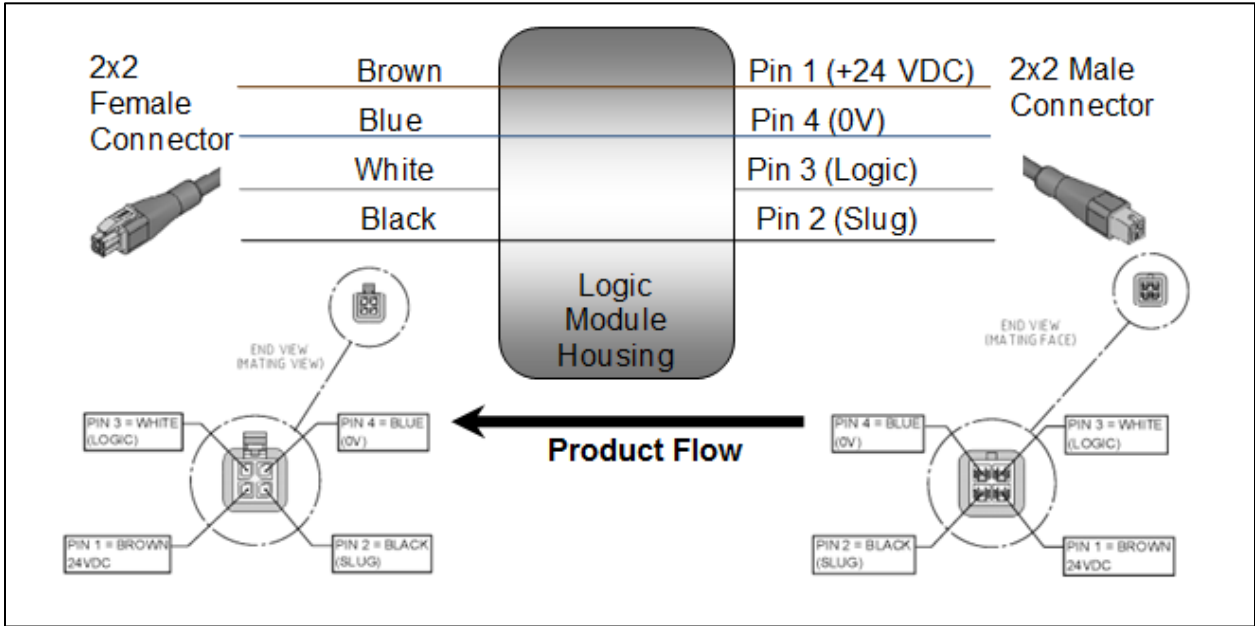 2x2
Female
Connector
Brown
Blue
White
Black
Pin 1 (+24 VDC)
Pin 4 (0V)
Pin 3 (Logic)
Pin 2 (Slug)
2x2 Male
Connector
Logic
Module
Housing
END VIEW
(MATING VIEW)
END VIEW
(MATING FACE)
Product Flow
PIN 3 = WHITE
(LOGIC)
PIN 4 = BLUE
(0V)
PIN 1 = BROWN
24VDC
PIN 2 = BLACK
(SLUG)
PIN 4 = BLUE
(0V)
PIN 3 = WHITE
(LOGIC)
PIN 2 = BLACK
(SLUG)
PIN 1 = BROWN
24VDC